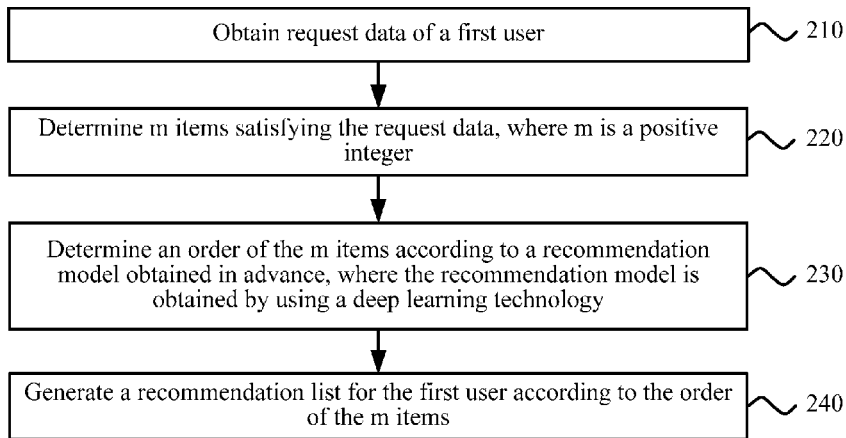 Obtain request data of a first user
210
Determine m items satisfying the request data, where m is a positive
integer
220
Determine an order of the m items according to a recommendation
model obtained in advance, where the recommendation model is
obtained by using a deep learning technology
230
Generate a recommendation list for the first user according to the order
of the m items
240